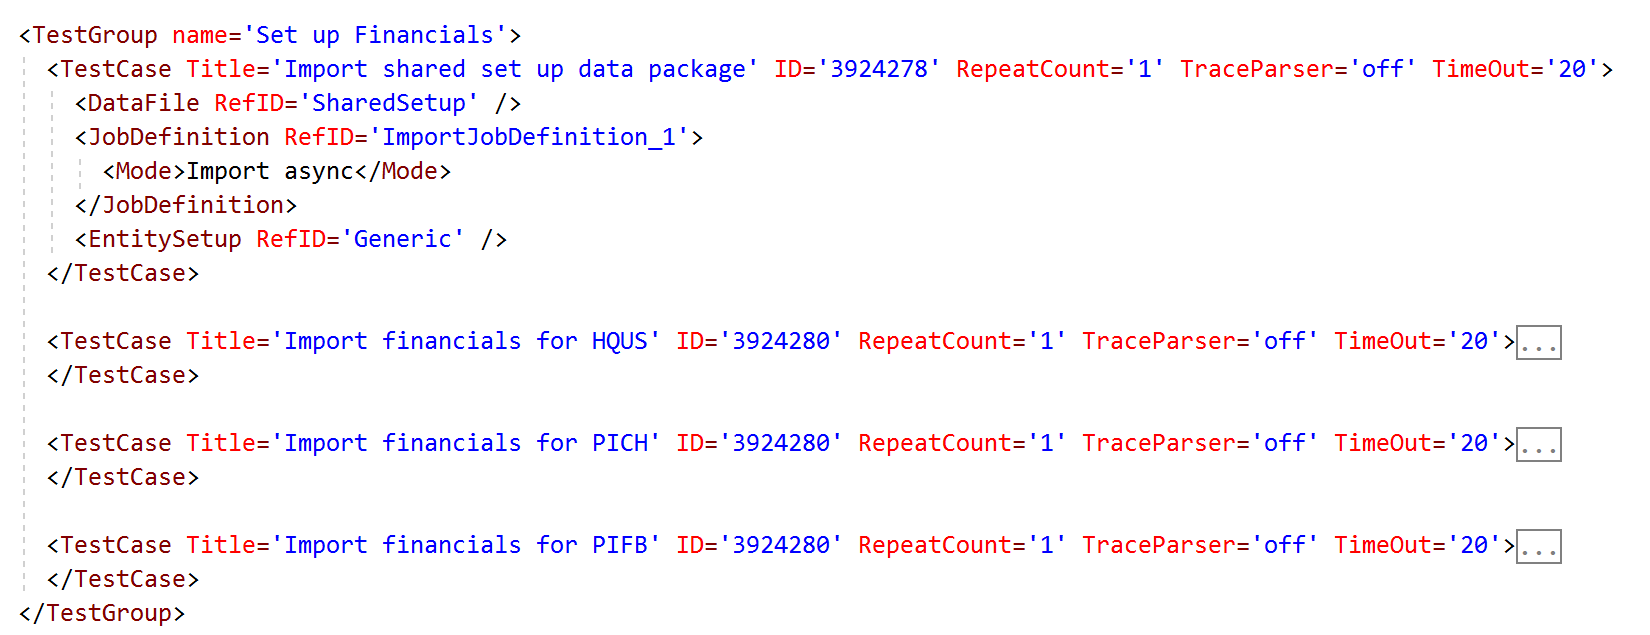 <TestGroup name='Set up Financials'>
<TestCase Title='Import shared set up data package' ID='3924278' RepeatCount='1' TraceParser='off' TimeOut='20'>
<DataFile RefID='SharedSetup' />
<JobDefinition RefID='ImportJobDefinition_1'>
<Mode>Import async</Mode>
</JobDefinition>
<EntitySetup RefID='Generic' />
</TestCase>
<TestCase Title='Import financials for HQUS' ID='3924280' RepeatCount='1' TraceParser='off' TimeOut='20'>...
</TestCase>
<TestCase Title='Import financials for PICH' ID='3924280' RepeatCount='1' TraceParser='off' TimeOut='20'>...
</TestCase>
<TestCase Title='Import financials for PIFB' ID='3924280' RepeatCount='1' TraceParser='off' TimeOut='20'>...
</TestCase>
</TestGroup>